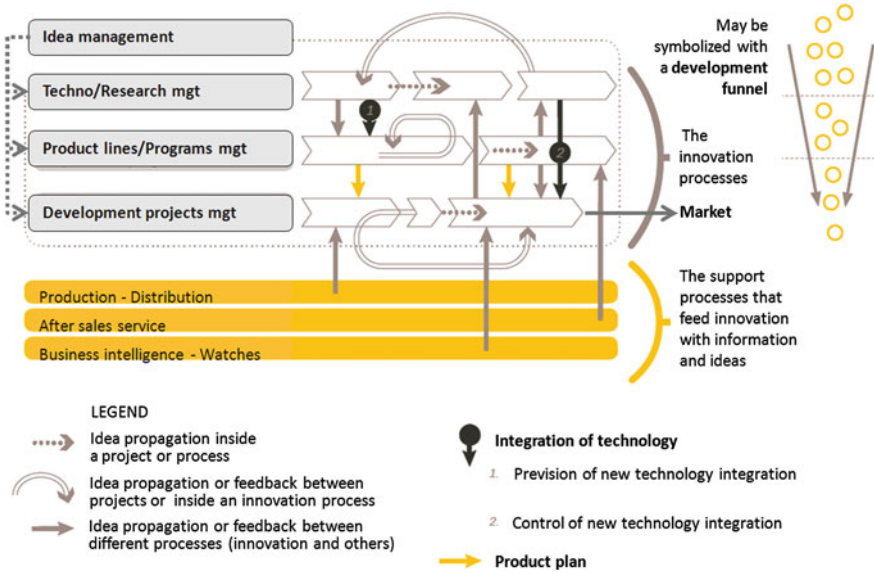 Idea management
Techno/Research mgt
Product lines/Programs mgt
Development projects mgt
1
2
Market
May be
symbolized with
a development
funnel
The
innovation
processes
Production - Distribution
After sales service
Business intelligence - Watches
The support
processes that
feed innovation
with information
and ideas
LEGEND
Idea propagation inside
a project or process
Idea propagation or feedback between
projects or inside an innovation process
Idea propagation or feedback between
different processes (innovation and others)
Integration of technology
1. Prevision of new technology integration
2. Control of new technology integration
Product plan